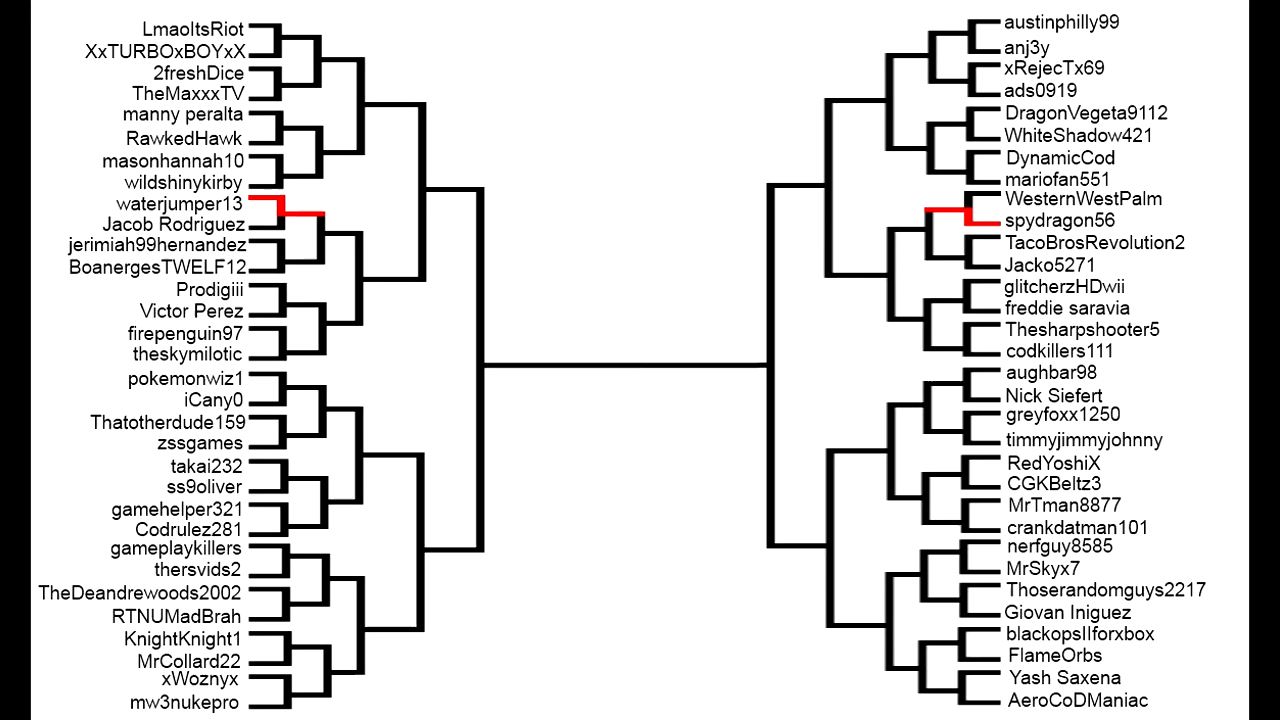 LmaoItsRiot
XxTURBOxBOYxX
2freshDice
TheMaxxxTV
manny peralta
RawkedHawk
masonhannah10
wildshinykirby
waterjumper13
Jacob Rodriguez
jerimiah99hernandez
BoanergesTWELF12
Prodigiii
Victor Perez
firepenguin97
theskymilotic
pokemonwiz1
iCany0
Thatotherdude159
zssgames
takai232
ss9oliver
gamehelper321
Codrulez281
gameplaykillers
thersvids2
TheDeandrewoods2002
RTNUMadBrah
KnightKnight1
MrCollard22
xWoznyx
mw3nukepro
austinphilly99
anj3y
xRejecTx69
ads0919
DragonVegeta9112
WhiteShadow421
DynamicCod
mariofan551
WesternWestPalm
spydragon56
TacoBrosRevolution2
Jacko5271
glitcherzHDwii
freddie saravia
Thesharpshooter5
codkillers111
aughbar98
Nick Siefert
greyfoxx1250
timmyjimmyjohnny
RedYoshiX
CGKBeltz3
MrTman8877
crankdatman101
nerfguy8585
MrSkyx7
Thoserandomguys2217
Giovan Iniguez
blackopsIIforxbox
FlameOrbs
Yash Saxena
AeroCoDManiac